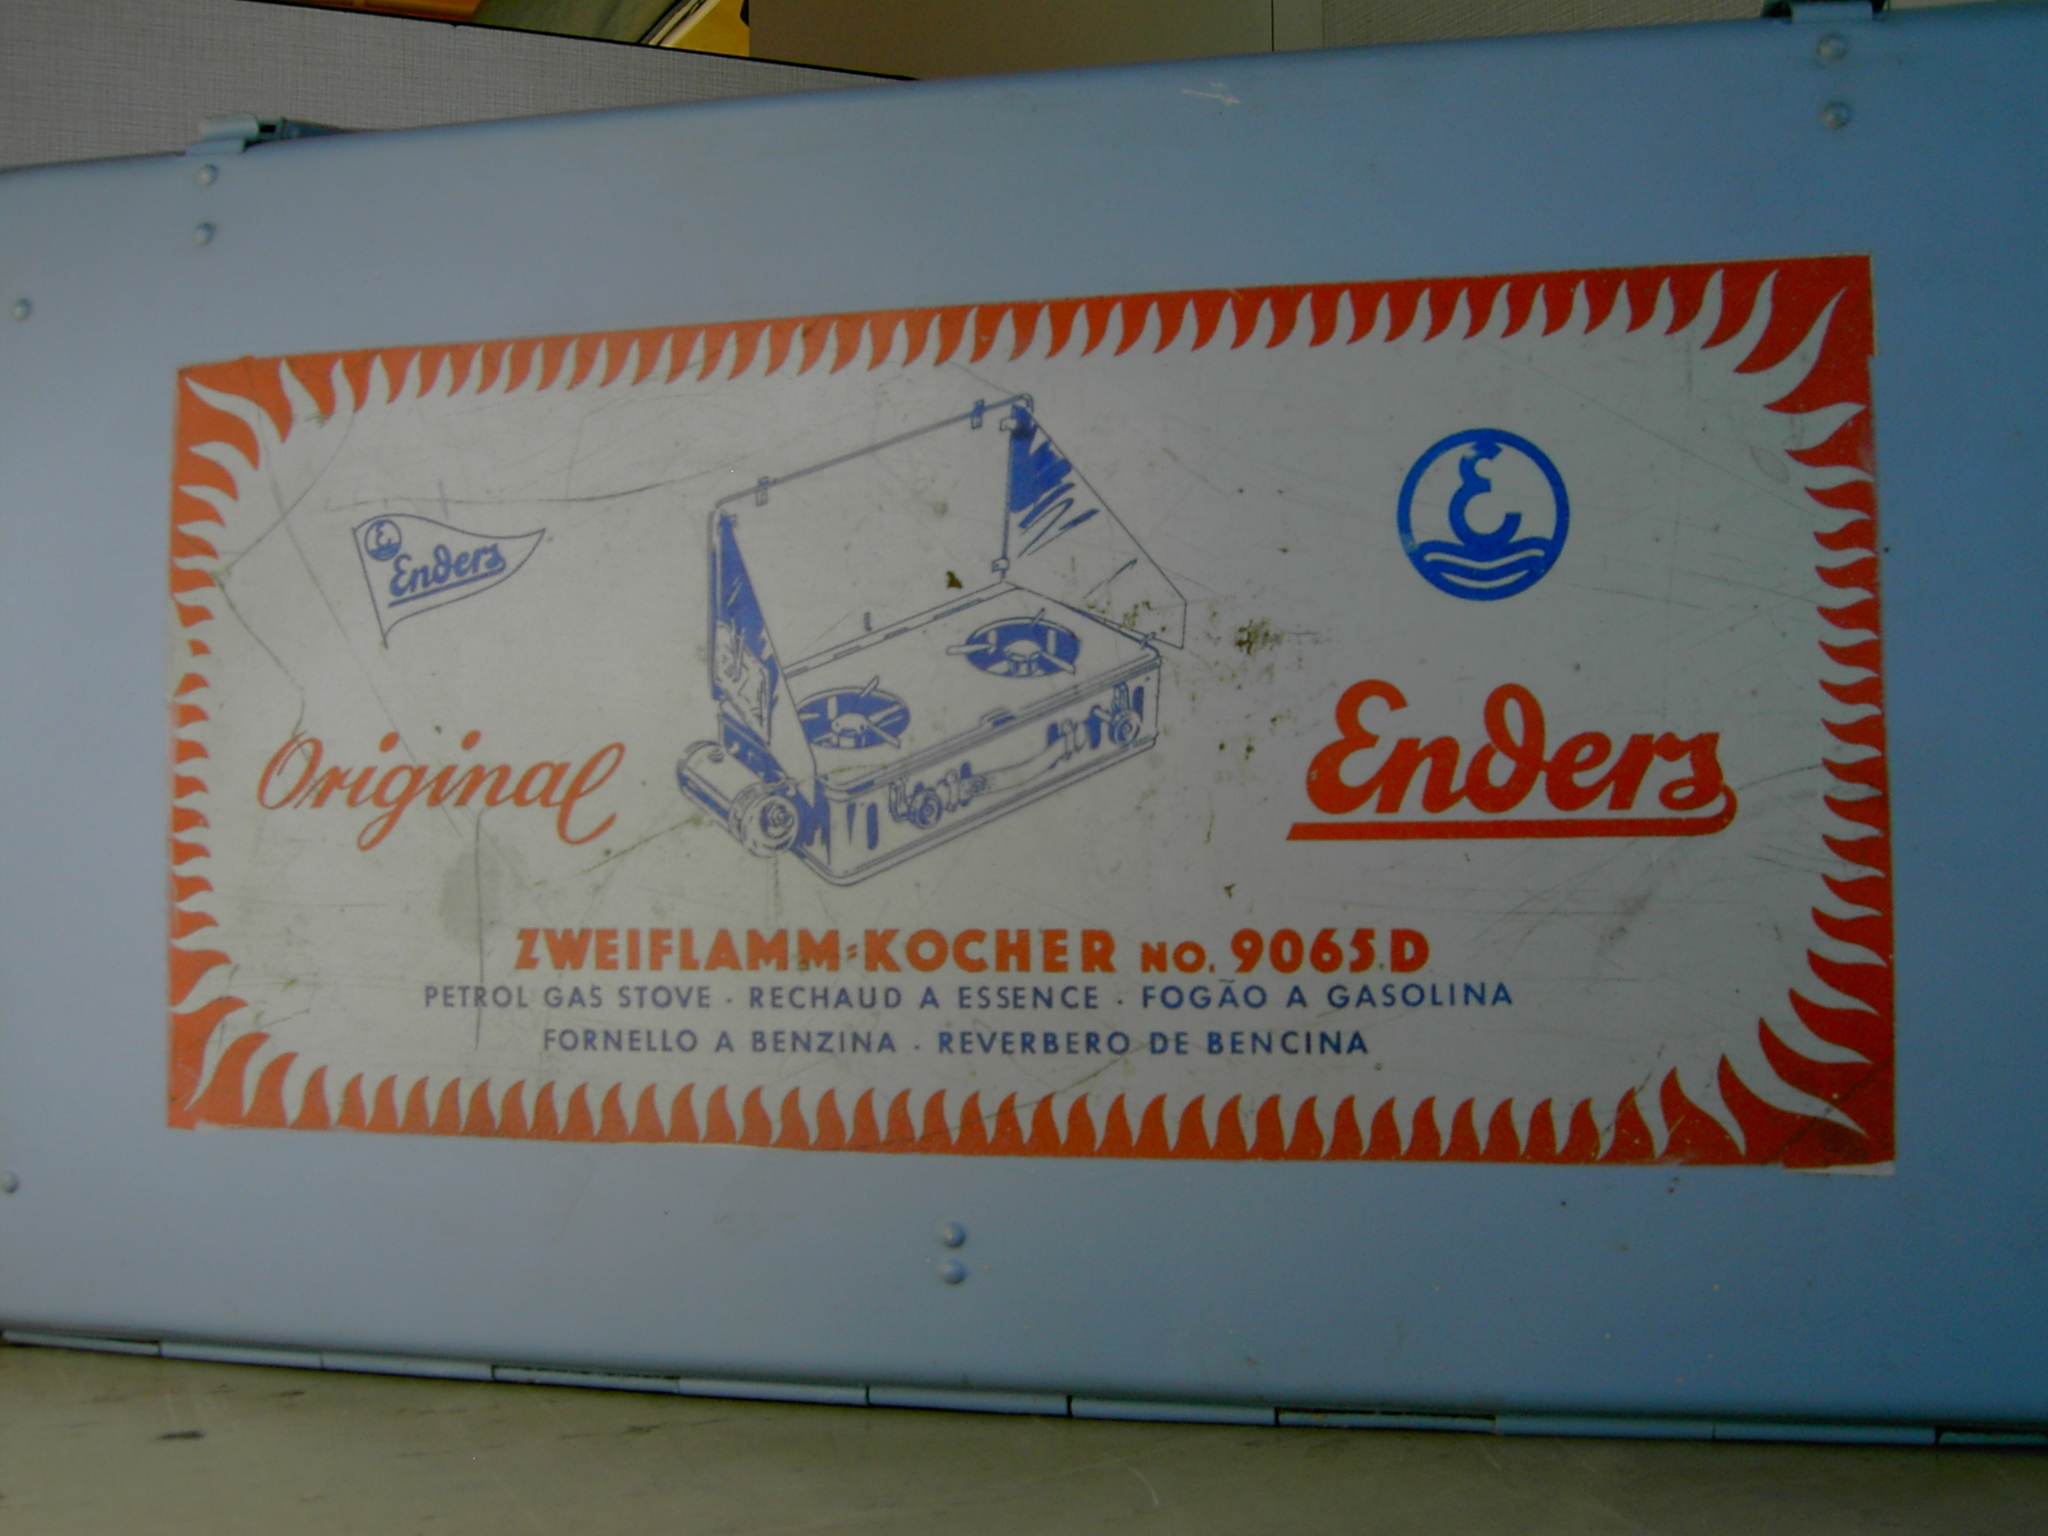 E
Enders
E
Original
Enders
ZWEIFLAMM=KOCHER NO. 9065 D
PETROL GAS STOVE · RECHAUD A ESSENCE · FOGÃO A GASOLINA
FORNELLO A BENZINA · REVERBERO DE BENCINA